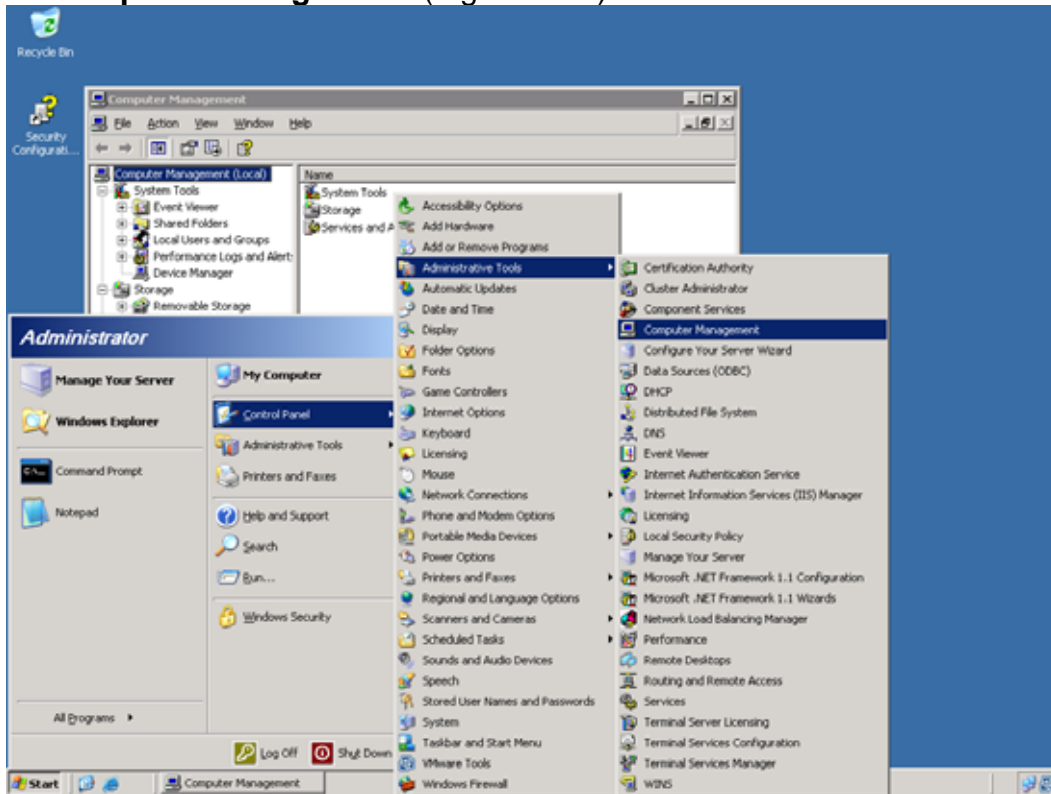 Recycle Bin
Security
Configurati...
Computer Management
File Action View Window Help
Computer Management (Local)
System Tools
Event Viewer
Shared Folders
Local Users and Groups
Performance Logs and Alert:
Device Manager
Storage
Removable Storage
Name
System Tools
Storage
Services and A
Administrator
Manage Your Server
Windows Explorer
Command Prompt
Notepad
All Programs
My Computer
Control Panel
Administrative Tools
Printers and Faxes
Help and Support
Search
Run...
Windows Security
Log Off Shut Down
Accessibility Options
Add Hardware
Add or Remove Programs
Administrative Tools
Automatic Updates
Date and Time
Display
Folder Options
Fonts
Game Controllers
Internet Options
Keyboard
Licensing
Mouse
Network Connections
Phone and Modem Options
Portable Media Devices
Power Options
Printers and Faxes
Regional and Language Options
Scanners and Cameras
Scheduled Tasks
Sounds and Audio Devices
Speech
Stored User Names and Passwords
System
Taskbar and Start Menu
VMware Tools
Windows Firewall
Certification Authority
Cluster Administrator
Component Services
Computer Management
Configure Your Server Wizard
Data Sources (ODBC)
DHCP
Distributed File System
DNS
Event Viewer
Internet Authentication Service
Internet Information Services (IIS) Manager
Licensing
Local Security Policy
Manage Your Server
Microsoft .NET Framework 1.1 Configuration
Microsoft .NET Framework 1.1 Wizards
Network Load Balancing Manager
Performance
Remote Desktops
Routing and Remote Access
Services
Terminal Server Licensing
Terminal Services Configuration
Terminal Services Manager
WINS
Start
Computer Management